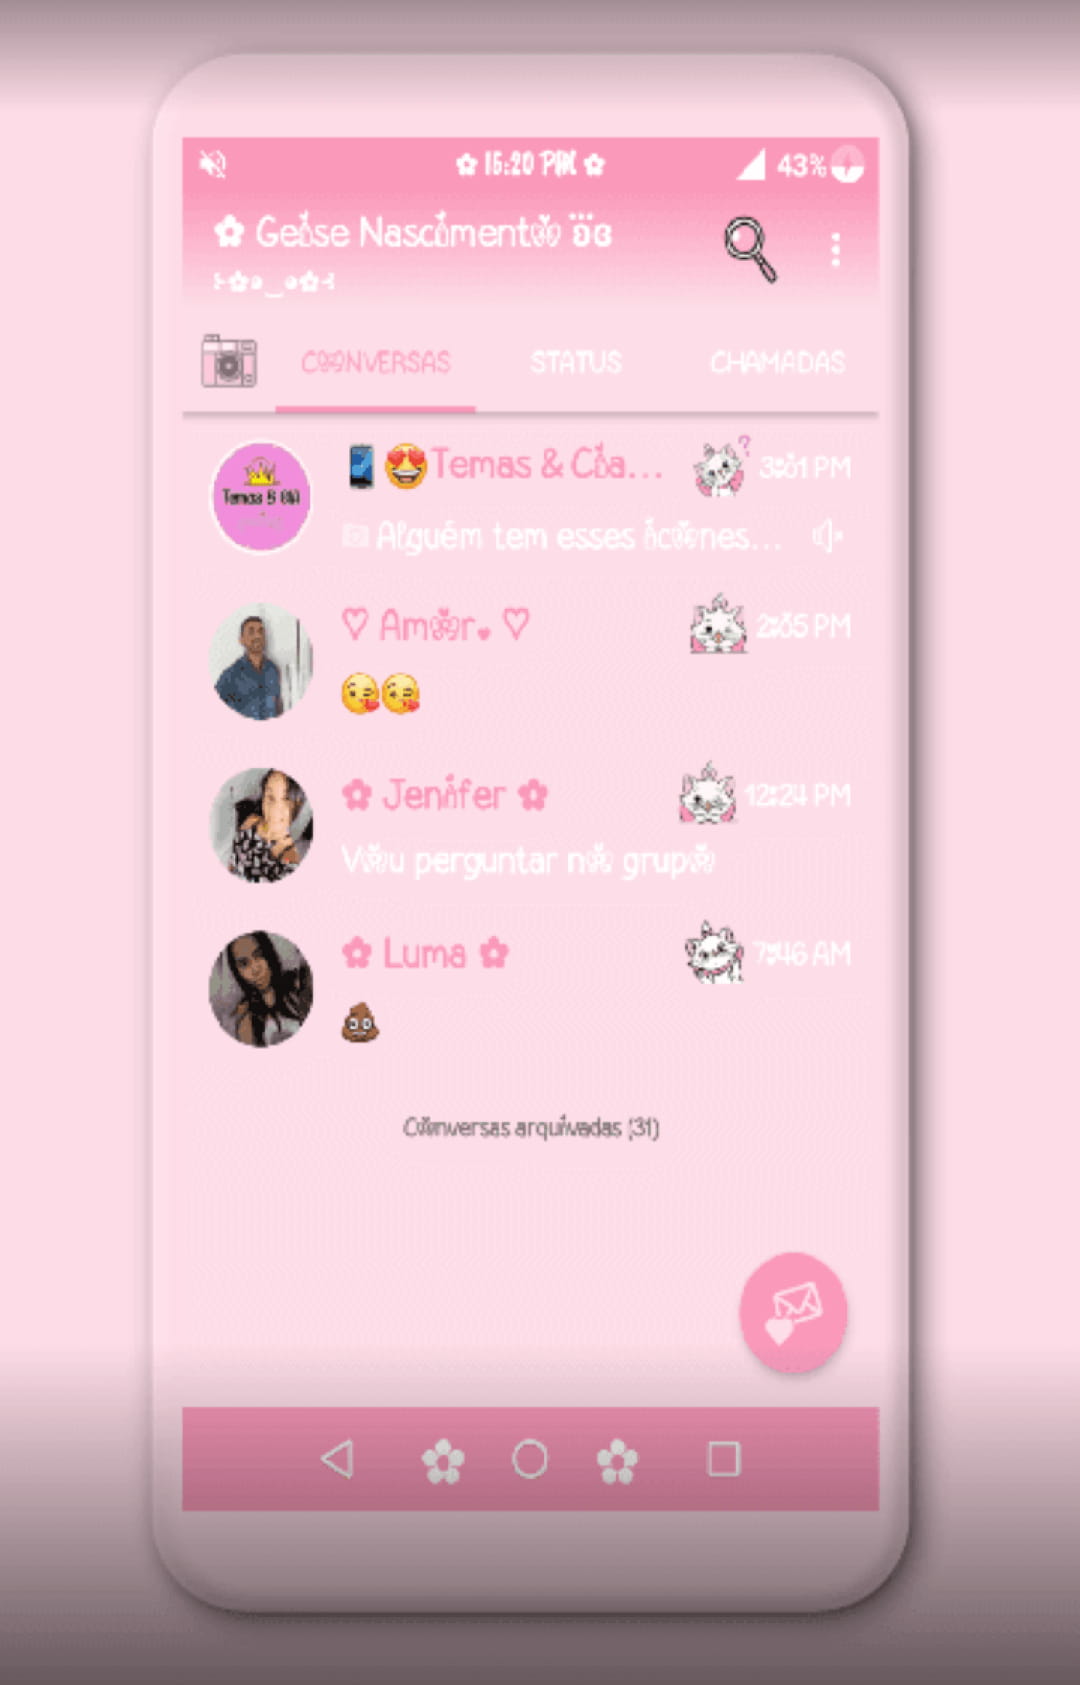 ✿ 15:20 PM ✿ 43%
✿ Geise Nascimento ʚïɞ
CONVERSAS STATUS CHAMADAS
Temas & Cia
📱😍Temas & Cia... 3:01 PM
Alguém tem esses icones...
♡ Amor. ♡ 2:05 PM
😘😘
✿ Jenifer ✿ 12:24 PM
Vou perguntar no grupo
✿ Luma ✿ 7:46 AM
💩
Conversas arquivadas (31)